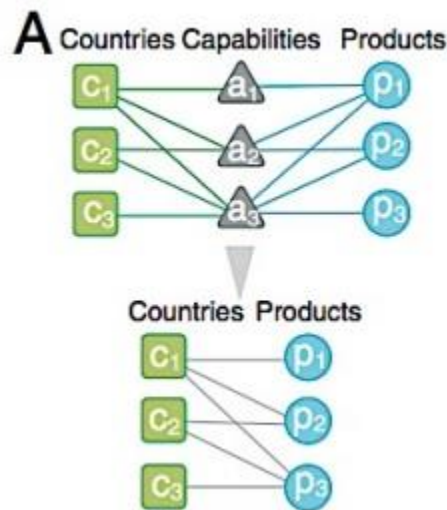 A
Countries Capabilities Products
c1 a1 p1
c2 a2 p2
c3 a3 p3
Countries Products
c1 p1
c2 p2
c3 p3